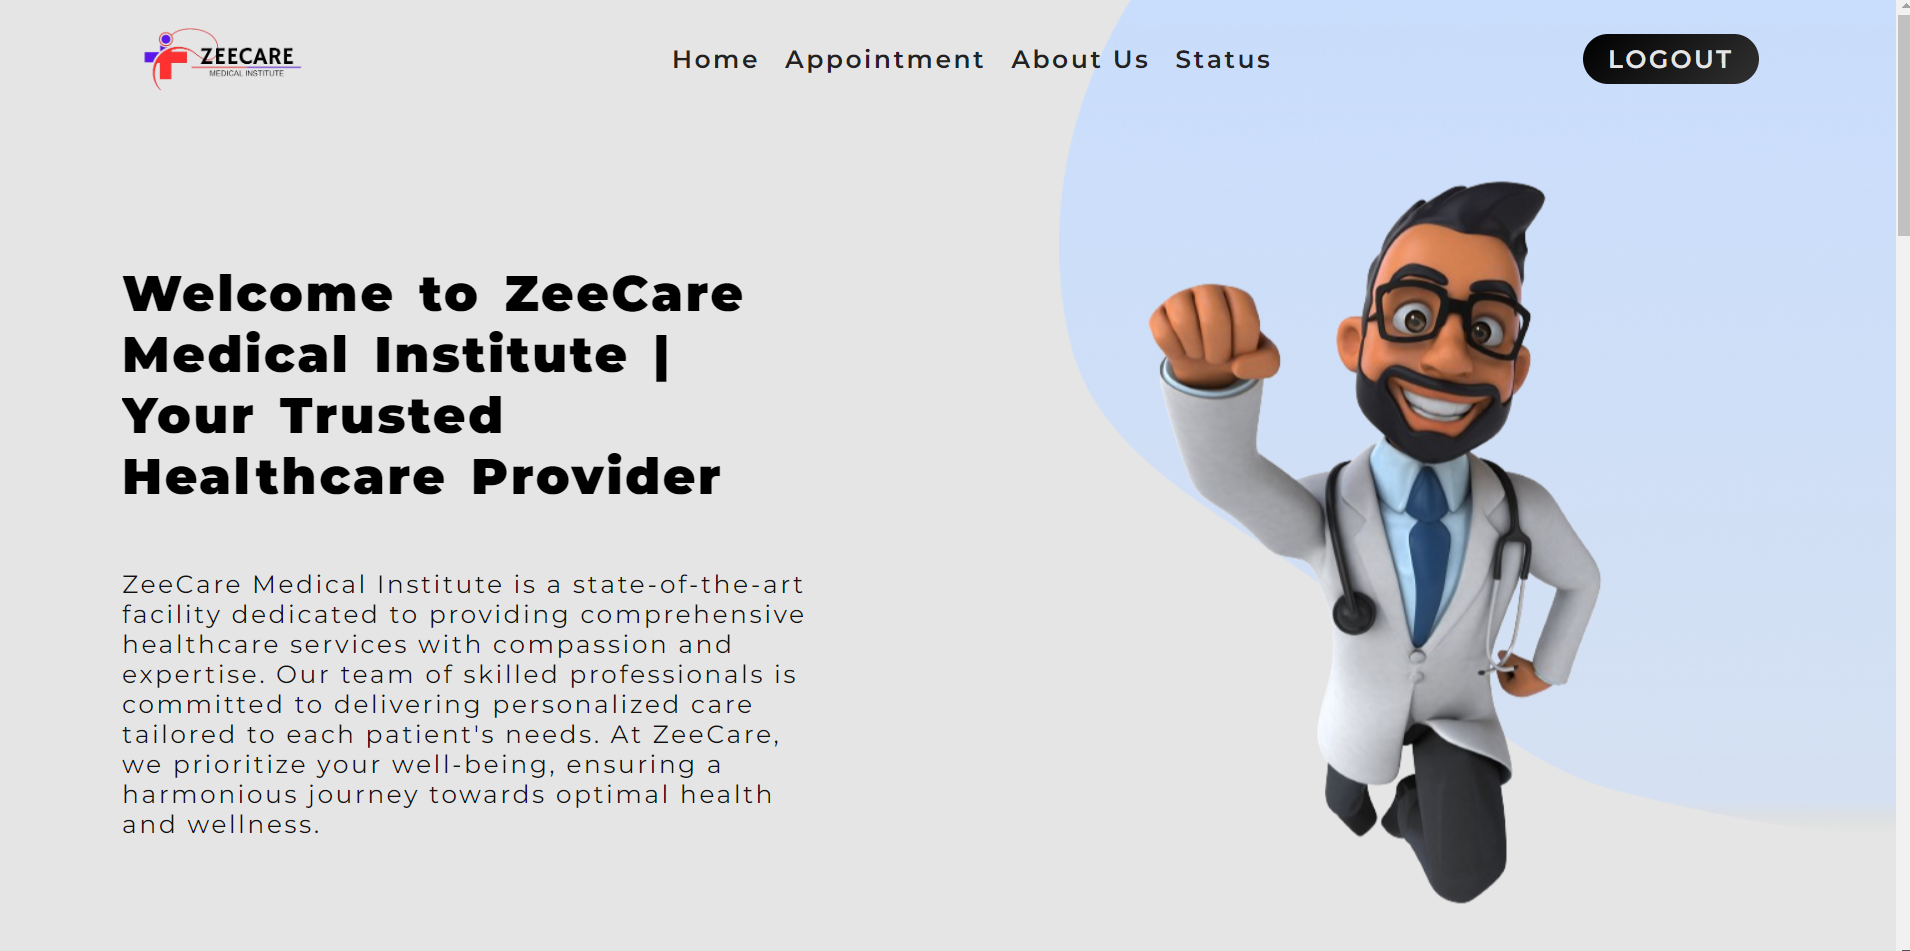 ZEECARE
MEDICAL INSTITUTE
Home Appointment About Us Status
LOGOUT
Welcome to ZeeCare
Medical Institute |
Your Trusted
Healthcare Provider
ZeeCare Medical Institute is a state-of-the-art
facility dedicated to providing comprehensive
healthcare services with compassion and
expertise. Our team of skilled professionals is
committed to delivering personalized care
tailored to each patient's needs. At ZeeCare,
we prioritize your well-being, ensuring a
harmonious journey towards optimal health
and wellness.